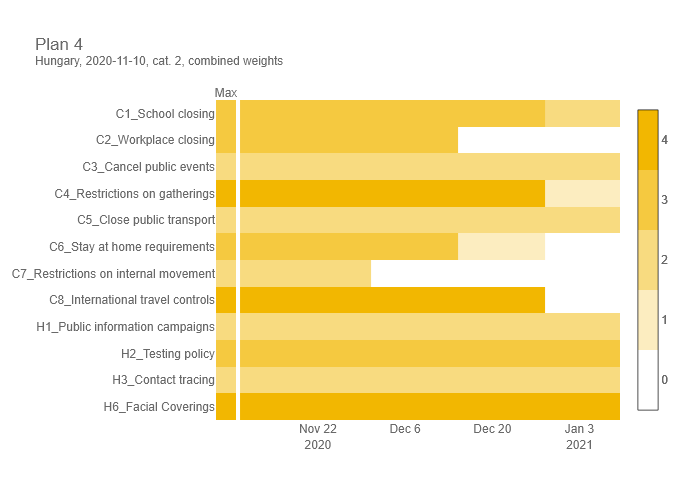 Plan 4
Hungary, 2020-11-10, cat. 2, combined weights
Max
C1_School closing
C2_Workplace closing
C3_Cancel public events
C4_Restrictions on gatherings
C5_Close public transport
C6_Stay at home requirements
C7_Restrictions on internal movement
C8_International travel controls
H1_Public information campaigns
H2_Testing policy
H3_Contact tracing
H6_Facial Coverings
4
3
2
1
0
Nov 22 Dec 6 Dec 20 Jan 3
2020 2021